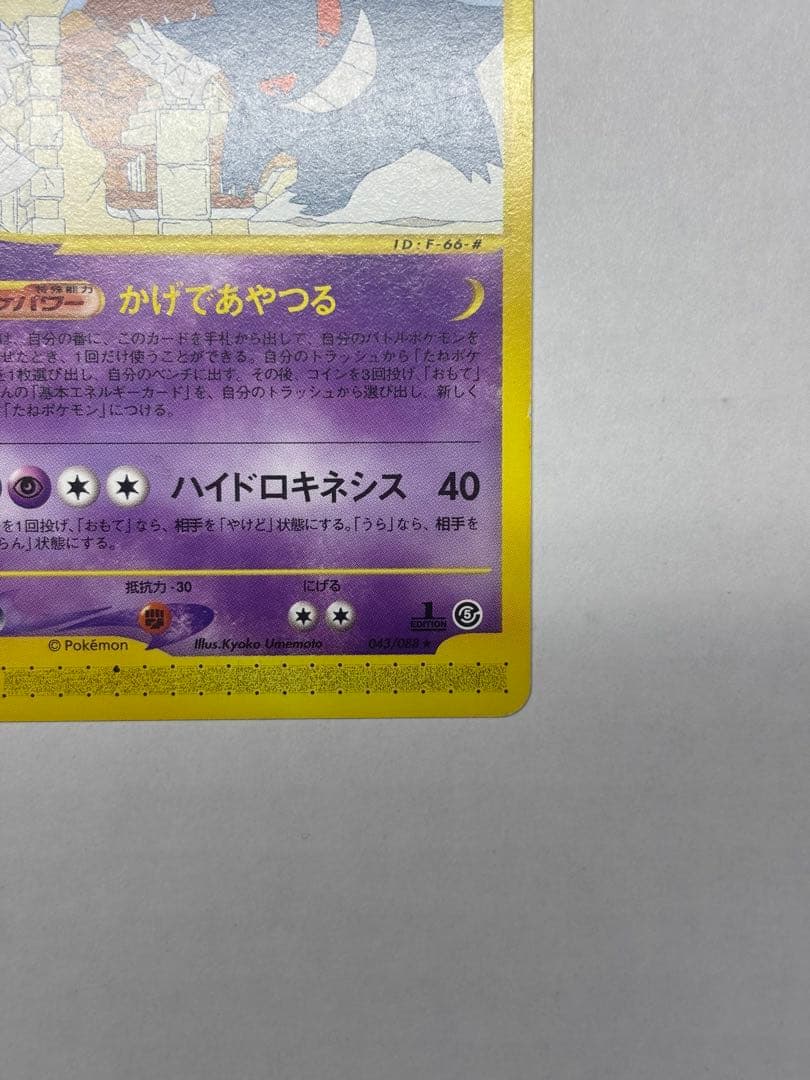 ID:F-66-#
特殊能力
ケパワー かげであやつる
は、自分の番に、このカードを手札から出して、自分のバトルポケモンを
せたとき、1回だけ使うことができる。自分のトラッシュから「たねポケ
を1枚選び出し、自分のベンチに出す。その後、コインを3回投げ、「おもて」
んの「基本エネルギーカード」を、自分のトラッシュから選び出し、新しく
「たねポケモン」につける。
ハイドロキネシス 40
を1回投げ、「おもて」なら、相手を「やけど」状態にする。「うら」なら、相手を
らん」状態にする。
抵抗力 -30 にげる
1 EDITION 5
© Pokémon Illus.Kyoko Umemoto 043/088 ★